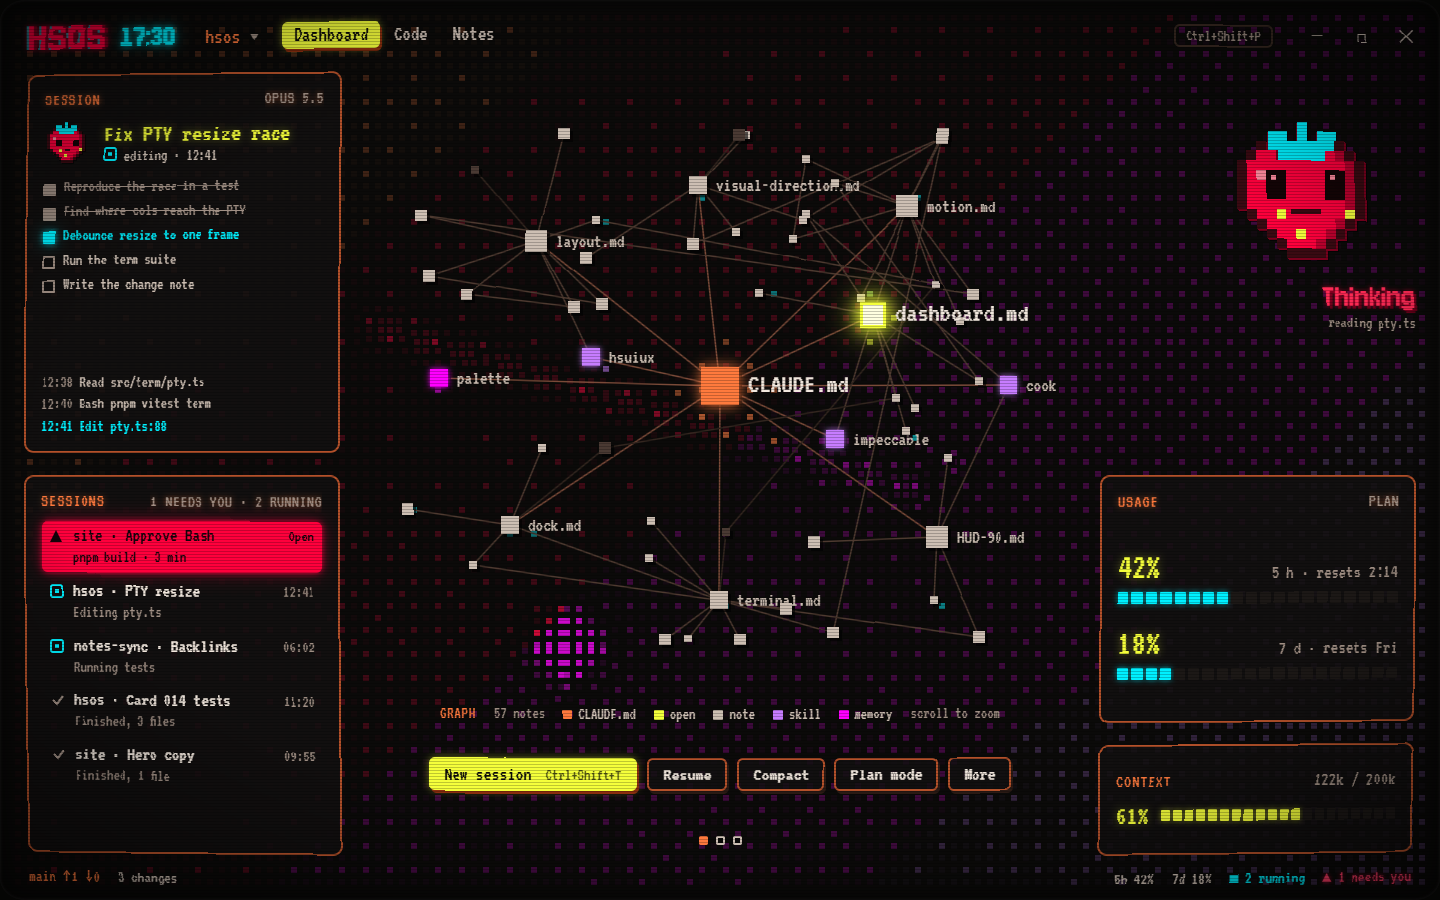 HSOS 17:30 hsos Dashboard Code Notes Ctrl+Shift+P
SESSION OPUS 5.5
Fix PTY resize race
editing · 12:41
Reproduce the race in a test
Find where cols reach the PTY
Debounce resize to one frame
Run the term suite
Write the change note
12:38 Read src/term/pty.ts
12:40 Bash pnpm vitest term
12:41 Edit pty.ts:88
SESSIONS 1 NEEDS YOU · 2 RUNNING
site · Approve Bash Open
pnpm build · 3 min
hsos · PTY resize 12:41
Editing pty.ts
notes-sync · Backlinks 06:02
Running tests
hsos · Card 014 tests 11:20
Finished, 3 files
site · Hero copy 09:55
Finished, 1 file
visual-direction.md
motion.md
layout.md
dashboard.md
hsuiux
palette
CLAUDE.md
cook
impeccable
dock.md
HUD-90.md
terminal.md
GRAPH 57 notes CLAUDE.md open note skill memory scroll to zoom
New session Ctrl+Shift+T Resume Compact Plan mode More
Thinking
reading pty.ts
USAGE PLAN
42% 5 h · resets 2:14
18% 7 d · resets Fri
CONTEXT 122k / 200k
61%
main ↑1 ↓0 3 changes
5h 42% 7d 18% 2 running 1 needs you